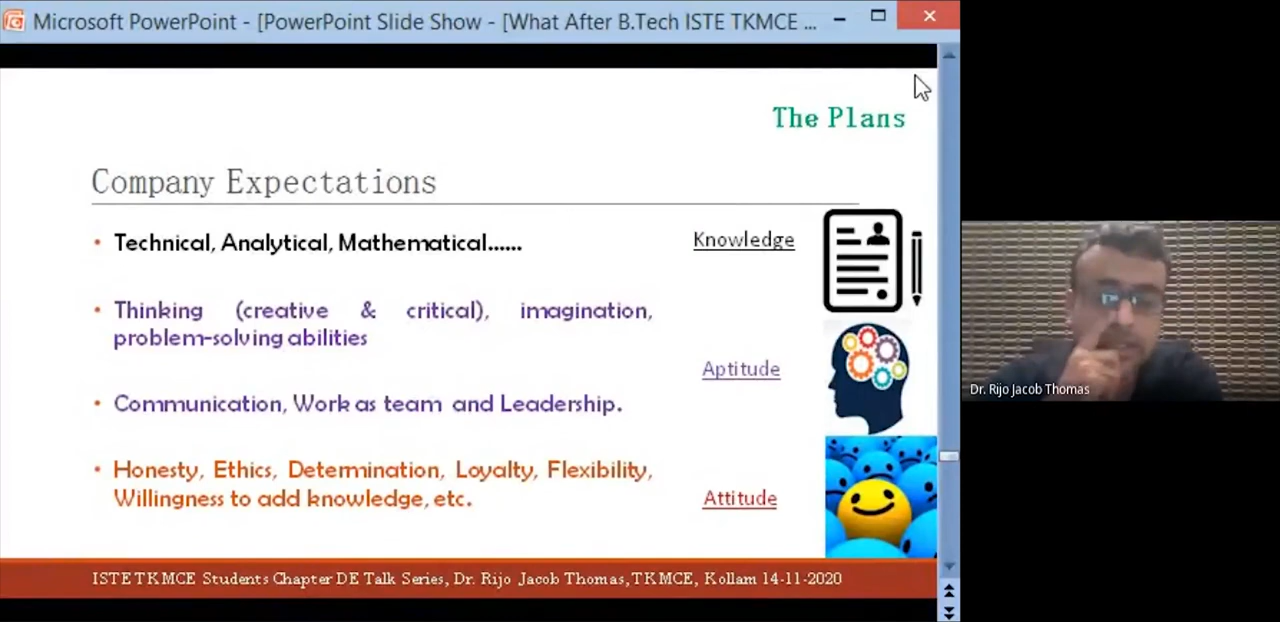 Microsoft PowerPoint - [PowerPoint Slide Show - [What After B.Tech ISTE TKMCE ...
The Plans
Company Expectations
• Technical, Analytical, Mathematical......
Knowledge
• Thinking (creative & critical), imagination,
problem-solving abilities
Aptitude
• Communication, Work as team and Leadership.
• Honesty, Ethics, Determination, Loyalty, Flexibility,
Willingness to add knowledge, etc.
Attitude
ISTE TKMCE Students Chapter DE Talk Series, Dr. Rijo Jacob Thomas, TKMCE, Kollam 14-11-2020
Dr. Rijo Jacob Thomas